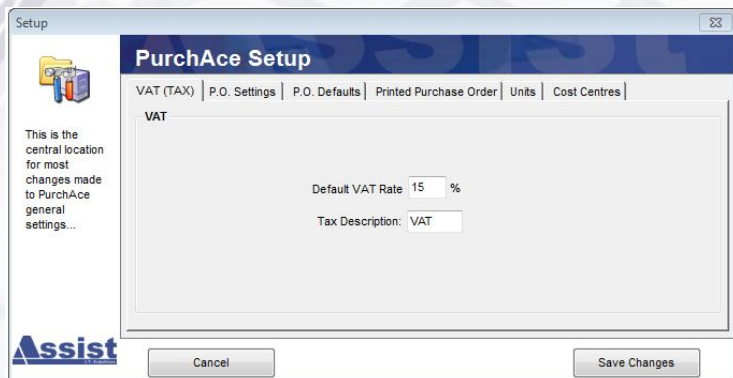 Setup
PurchAce Setup
VAT (TAX) P.O. Settings P.O. Defaults Printed Purchase Order Units Cost Centres
VAT
This is the
central location
for most
changes made
to PurchAce
general
settings...
Default VAT Rate 15 %
Tax Description: VAT
Assist
I.T. Solutions
Cancel Save Changes